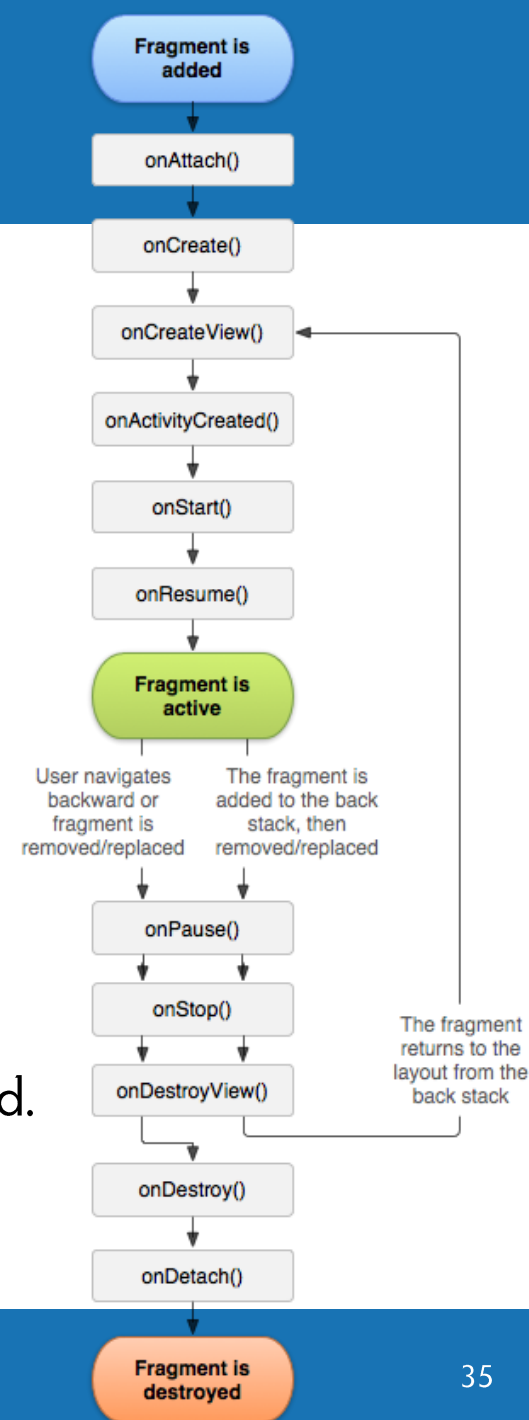 Fragment is
added
onAttach()
onCreate()
onCreateView()
onActivityCreated()
onStart()
onResume()
Fragment is
active
User navigates
backward or
fragment is
removed/replaced
The fragment is
added to the back
stack, then
removed/replaced
onPause()
onStop()
The fragment
returns to the
layout from the
back stack
onDestroyView()
d.
onDestroy()
onDetach()
Fragment is
destroyed
35